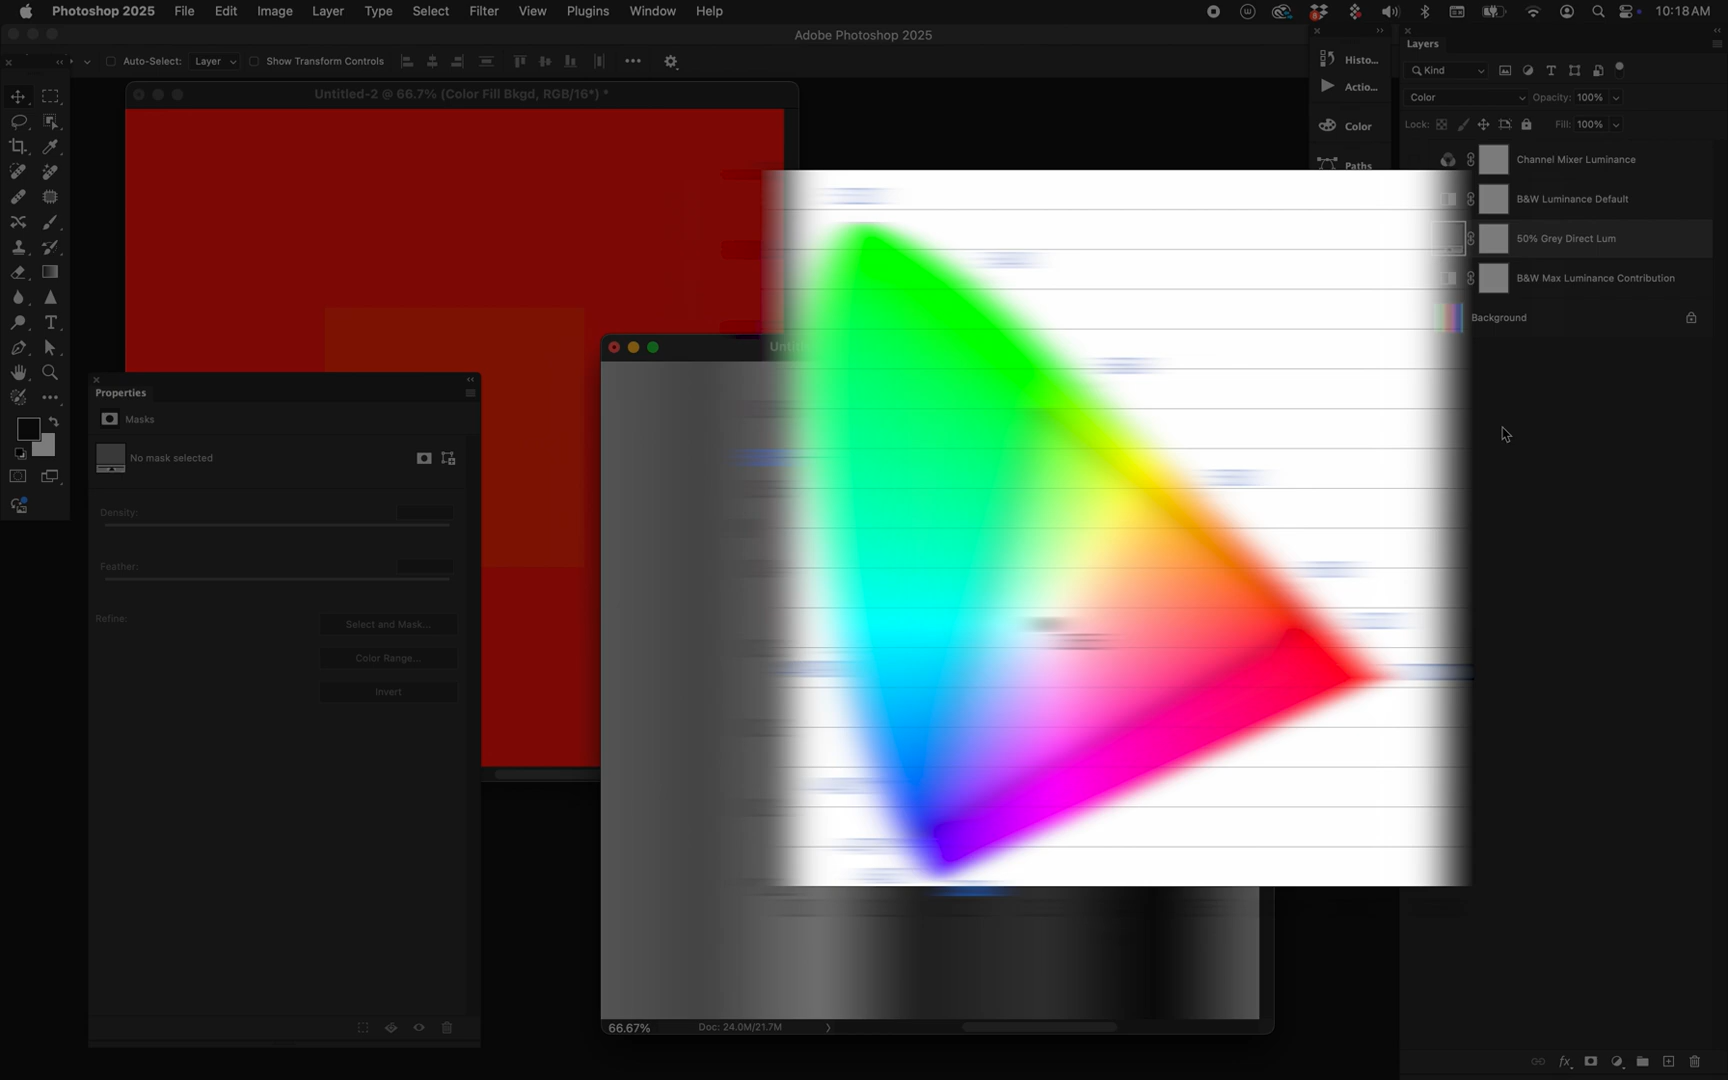 Photoshop 2025 File Edit Image Layer Type Select Filter View Plugins Window Help 10:18 AM
Adobe Photoshop 2025
Auto-Select: Layer Show Transform Controls
Untitled-2 @ 66.7% (Color Fill Bkgd, RGB/16*) *
Histo...
Actio...
Color
Paths
Layers
Kind
Color Opacity: 100%
Lock: Fill: 100%
Channel Mixer Luminance
B&W Luminance Default
50% Grey Direct Lum
B&W Max Luminance Contribution
Background
Properties
Masks
No mask selected
Density:
Feather:
Refine:
Select and Mask...
Color Range...
Invert
66.67% Doc: 24.0M/21.7M
fx